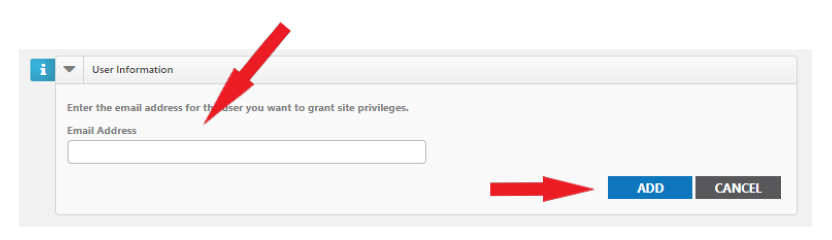 i
User Information
Enter the email address for the user you want to grant site privileges.
Email Address
ADD CANCEL